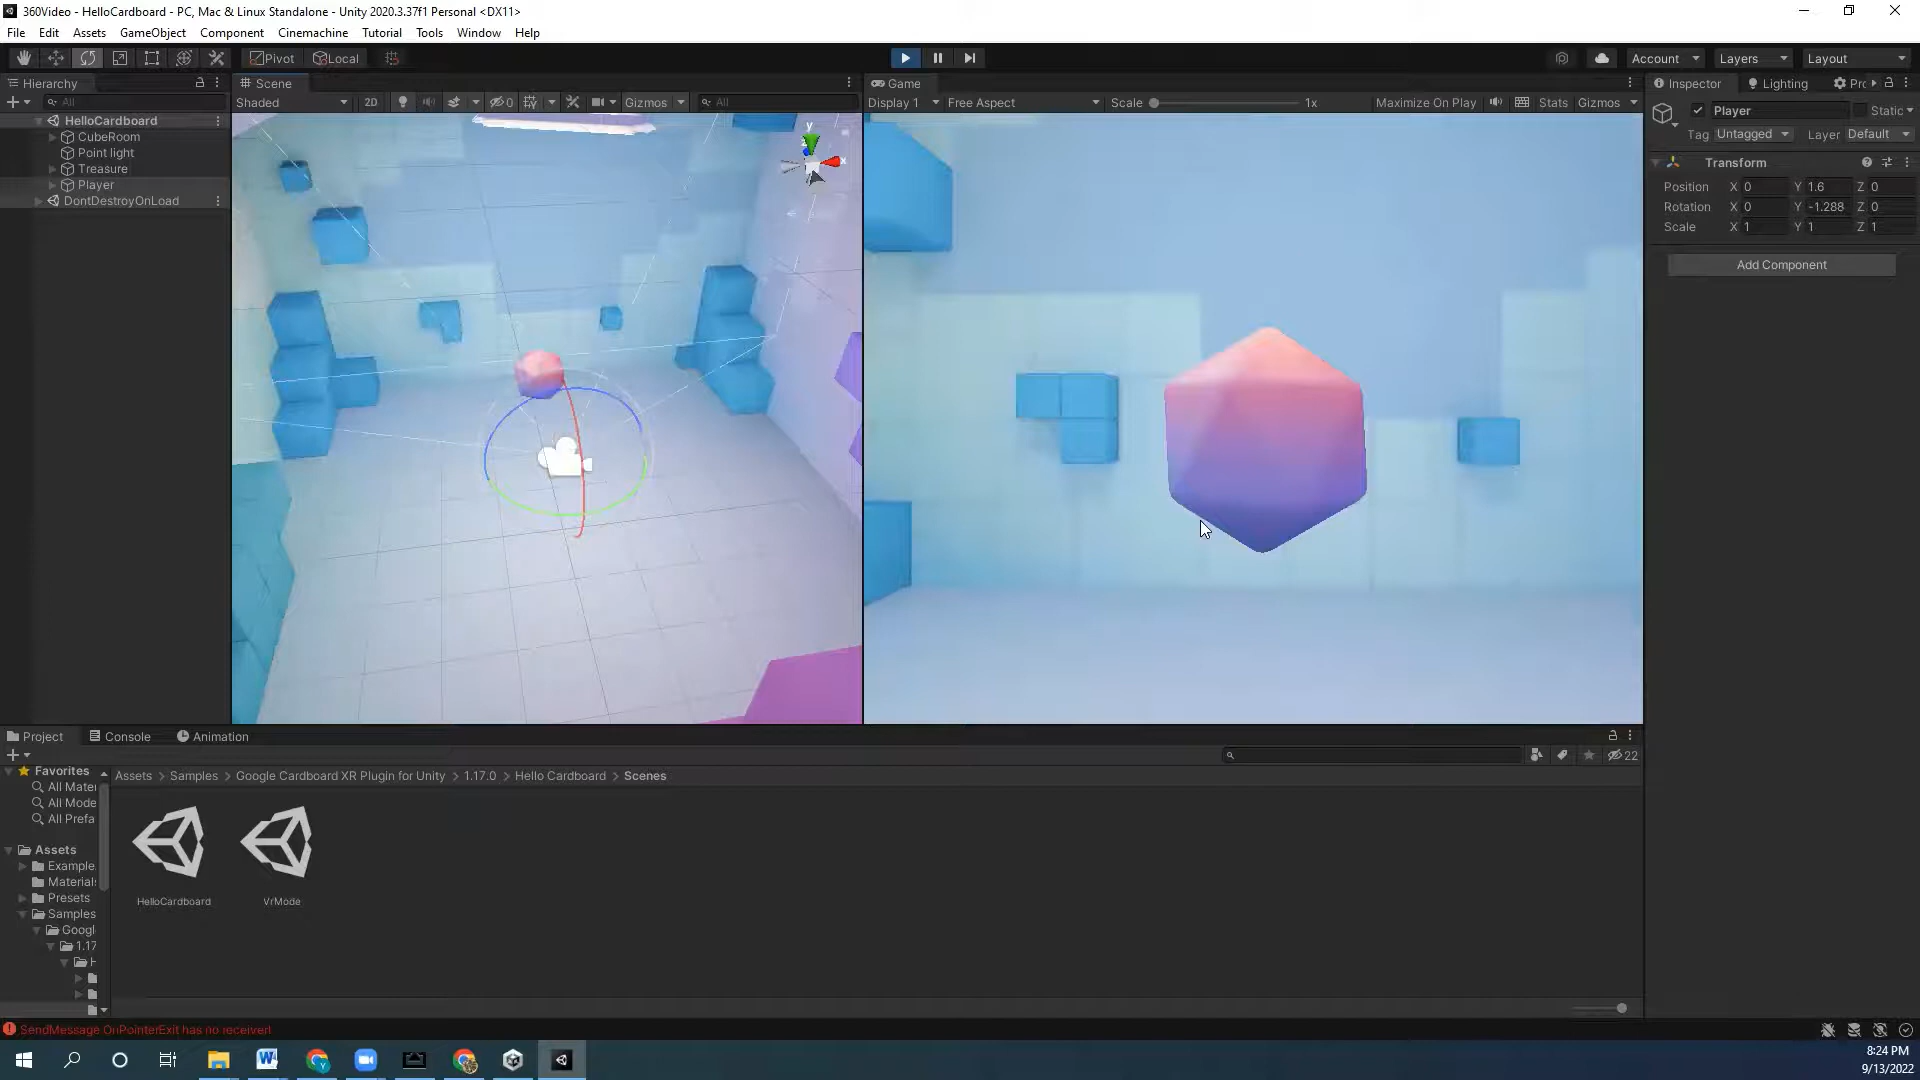 360Video - HelloCardboard - PC, Mac & Linux Standalone - Unity 2020.3.37f1 Personal <DX11>
File Edit Assets GameObject Component Cinemachine Tutorial Tools Window Help
Pivot Local Account Layers Layout
Hierarchy Scene Game Inspector Lighting Pro
All Shaded 2D 0 Gizmos All Display 1 Free Aspect Scale 1x Maximize On Play Stats Gizmos
Player Static
HelloCardboard
CubeRoom
Point light
Treasure
Player
DontDestroyOnLoad
y
x
Tag Untagged Layer Default
Transform
Position X 0 Y 1.6 Z 0
Rotation X 0 Y -1.288 Z 0
Scale X 1 Y 1 Z 1
Add Component
Project Console Animation
22
Favorites
All Mater
All Mode
All Prefa
Assets
Example
Materials
Presets
Samples
Googl
1.17
H
Assets > Samples > Google Cardboard XR Plugin for Unity > 1.17.0 > Hello Cardboard > Scenes
HelloCardboard VrMode
SendMessage OnPointerExit has no receiver!
8:24 PM
9/13/2022